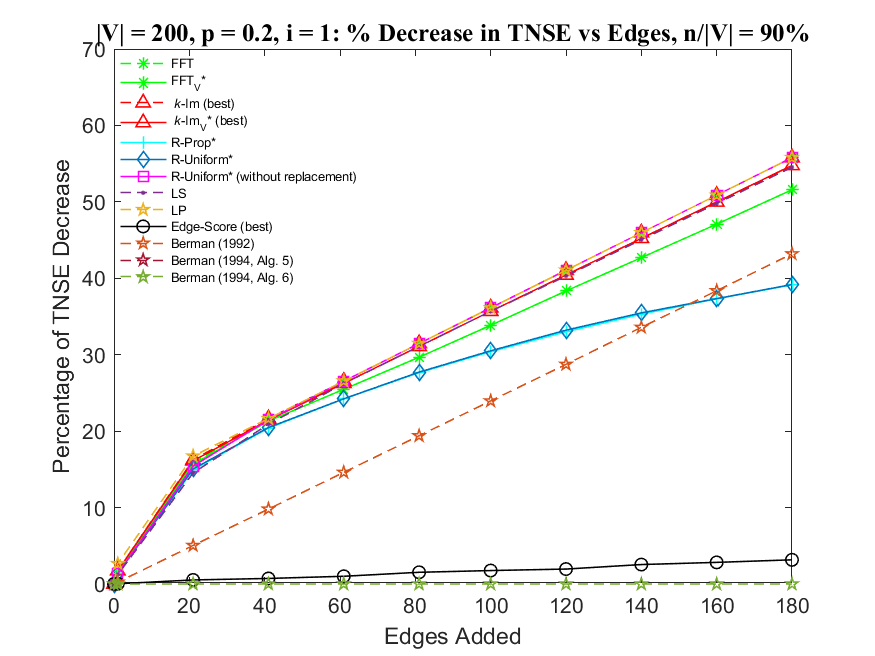 |V| = 200, p = 0.2, i = 1: % Decrease in TNSE vs Edges, n/|V| = 90%
70
60
50
40
30
20
10
0
Percentage of TNSE Decrease
FFT
FFT_V*
k-Im (best)
k-Im_V* (best)
R-Prop*
R-Uniform*
R-Uniform* (without replacement)
LS
LP
Edge-Score (best)
Berman (1992)
Berman (1994, Alg. 5)
Berman (1994, Alg. 6)
0 20 40 60 80 100 120 140 160 180
Edges Added